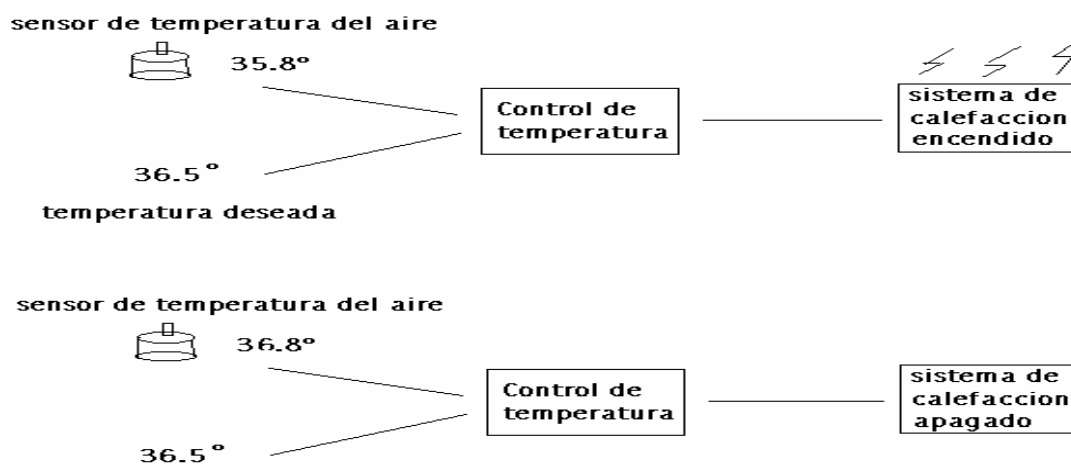 sensor de temperatura del aire
35.8º
Control de
temperatura
sistema de
calefaccion
encendido
36.5°
temperatura deseada
sensor de temperatura del aire
36.8º
Control de
temperatura
sistema de
calefaccion
apagado
36.5°